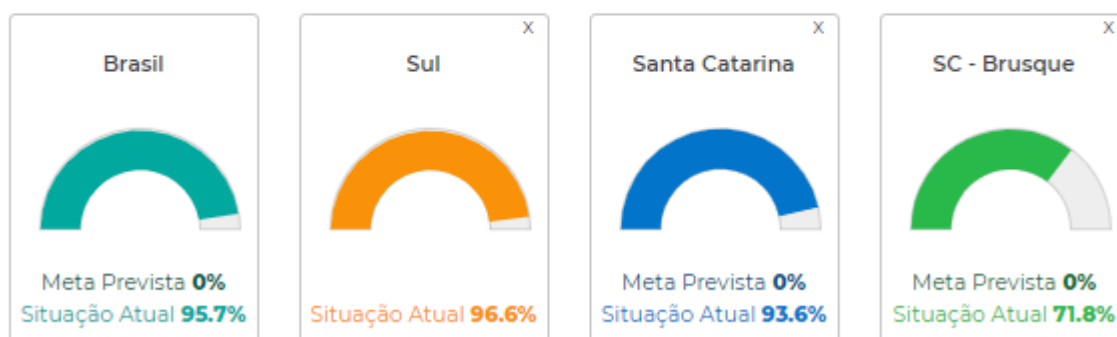 Brasil
Meta Prevista 0%
Situação Atual 95.7%
X
Sul
Situação Atual 96.6%
X
Santa Catarina
Meta Prevista 0%
Situação Atual 93.6%
X
SC - Brusque
Meta Prevista 0%
Situação Atual 71.8%